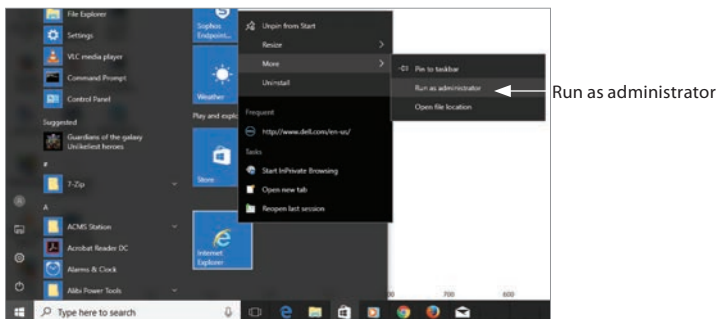 File Explorer
Settings
VLC media player
Command Prompt
Control Panel
Suggested
Guardians of the galaxy
Unlikeliest heroes
#
7-Zip
A
ACMS Station
Acrobat Reader DC
Alarms & Clock
Alibi Power Tools
Type here to search
Sophos
Endpoint...
Weather
Play and explo
Store
Internet
Explorer
Unpin from Start
Resize
More
Uninstall
Frequent
http://www.dell.com/en-us/
Tasks
Start InPrivate Browsing
Open new tab
Reopen last session
Pin to taskbar
Run as administrator
Open file location
Run as administrator
700
600